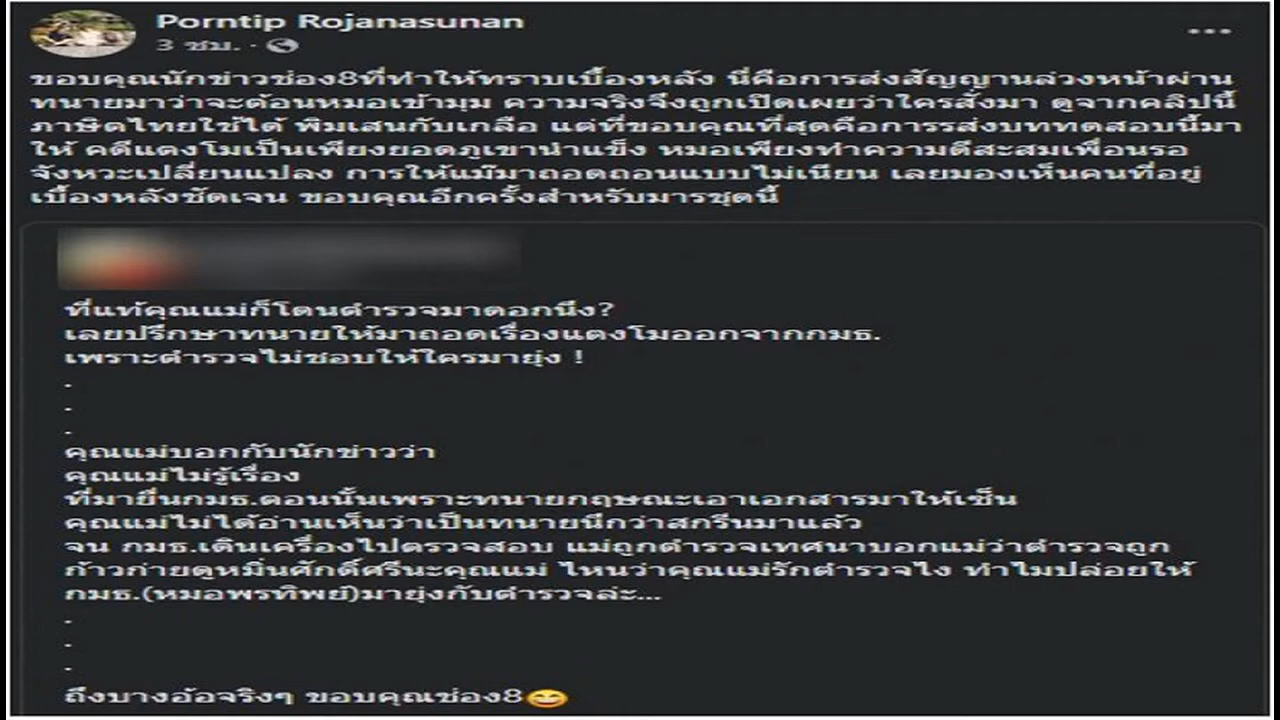 Porntip Rojanasunan
3 ชม. ·
ขอบคุณนักข่าวช่อง8ที่ทำให้ทราบเบื้องหลัง นี่คือการส่งสัญญานล่วงหน้าผ่าน
ทนายมาว่าจะต้อนหมอเข้ามุม ความจริงจึงถูกเปิดเผยว่าใครสั่งมา ดูจากคลิปนี้
ภาษิตไทยใช้ได้ พิมเสนกับเกลือ แต่ที่ขอบคุณที่สุดคือการรส่งบททดสอบนี้มา
ให้ คดีแตงโมเป็นเพียงยอดภูเขานำแข็ง หมอเพียงทำความดีสะสมเพื่อนรอ
จังหวะเปลี่ยนแปลง การให้แม๊มาถอดถอนแบบไม่เนียน เลยมองเห็นคนที่อยู่
เบื้องหลังชัดเจน ขอบคุณอีกครั้งสำหรับมารชุดนี้
ที่แท้คุณแม่ก็โดนตำรวจมาดอกนึง?
เลยปรึกษาทนายให้มาถอดเรื่องแตงโมออกจากกมธ.
เพราะตำรวจไม่ชอบให้ใครมายุ่ง !
.
.
.
คุณแม่บอกกับนักข่าวว่า
คุณแม่ไม่รู้เรื่อง
ที่มายื่นกมธ.ตอนนั้นเพราะทนายกฤษณะเอาเอกสารมาให้เซ็น
คุณแม่ไม่ได้อ่านเห็นว่าเป็นทนายนึกว่าสกรีนมาแล้ว
จน กมธ.เดินเครื่องไปตรวจสอบ แม่ถูกตำรวจเทศนาบอกแม่ว่าตำรวจถูก
ก้าวก่ายดูหมิ่นศักดิ์ศรีนะคุณแม่ ไหนว่าคุณแม่รักตำรวจไง ทำไมปล่อยให้
กมธ.(หมอพรทิพย์)มายุ่งกับตำรวจล่ะ...
.
.
.
ถึงบางอ้อจริงๆ ขอบคุณช่อง8😄